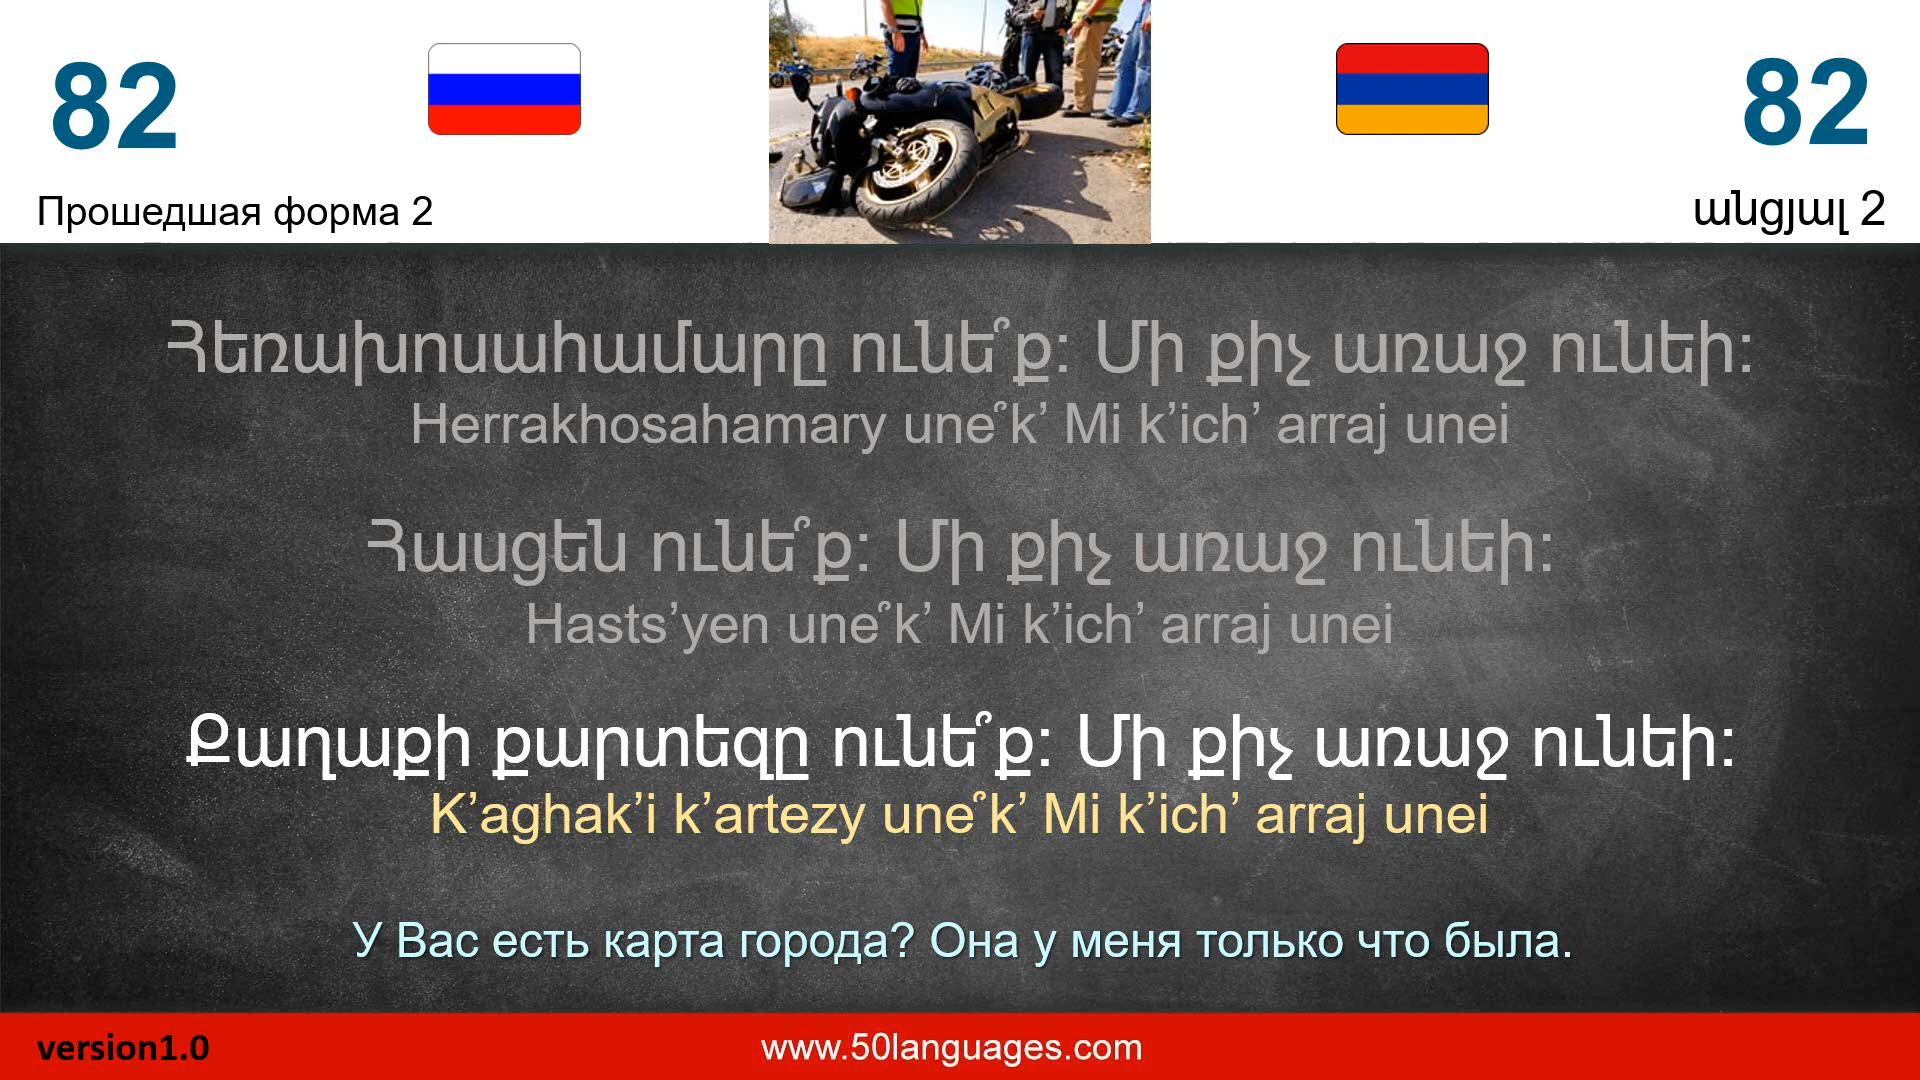 82
82
Прошедшая форма 2
անցյալ 2
Հեռախոսահամարը ունե՞ք: Մի քիչ առաջ ունեի:
Herrakhosahamary une՞k’ Mi k’ich’ arraj unei
Հասցեն ունե՞ք: Մի քիչ առաջ ունեի:
Hasts’yen une՞k’ Mi k’ich’ arraj unei
Քաղաքի քարտեզը ունե՞ք: Մի քիչ առաջ ունեի:
K’aghak’i k’artezy une՞k’ Mi k’ich’ arraj unei
У Вас есть карта города? Она у меня только что была.
version1.0
www.50languages.com